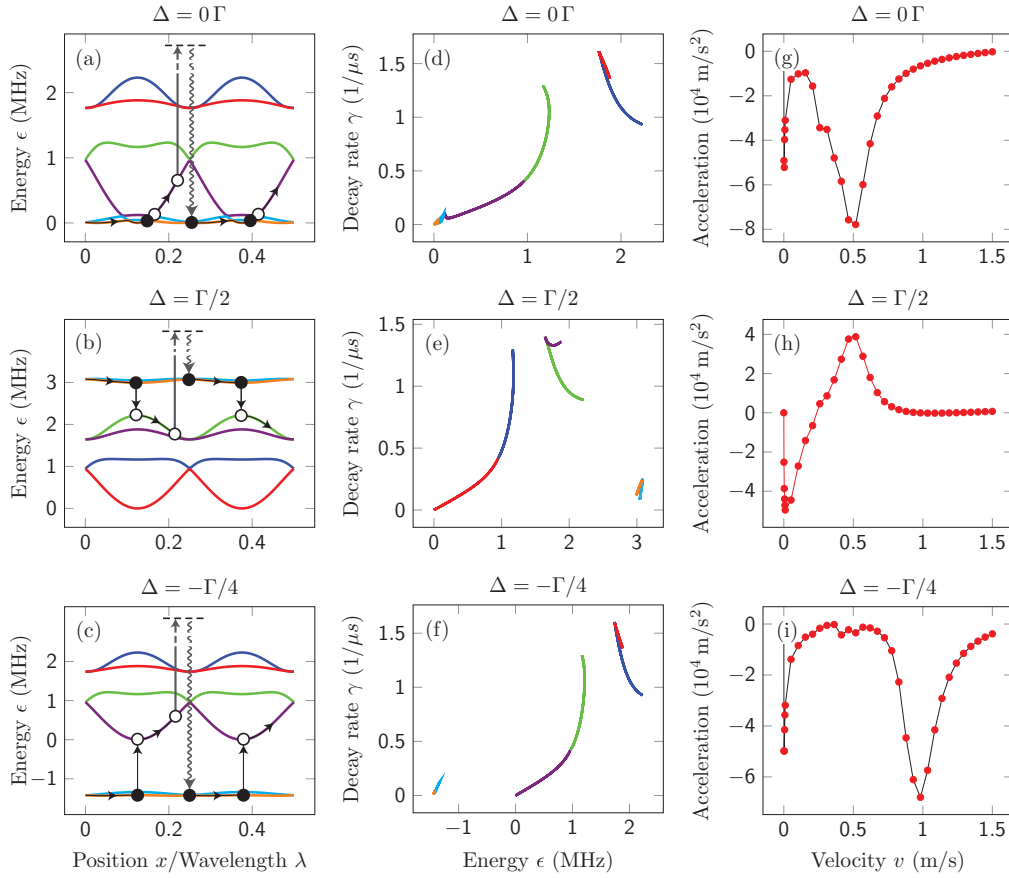 Δ = 0 Γ
Δ = 0 Γ
Δ = 0 Γ
(a)
Energy ϵ (MHz)
2
1
0
0
0.2
0.4
(d)
Decay rate γ (1/μs)
1.5
1
0.5
0
0
1
2
(g)
Acceleration (10⁴ m/s²)
0
−2
−4
−6
−8
0
0.5
1
1.5
Δ = Γ/2
Δ = Γ/2
Δ = Γ/2
(b)
Energy ϵ (MHz)
3
2
1
0
0
0.2
0.4
(e)
Decay rate γ (1/μs)
1.5
1
0.5
0
0
1
2
3
(h)
Acceleration (10⁴ m/s²)
4
2
0
−2
−4
0
0.5
1
1.5
Δ = −Γ/4
Δ = −Γ/4
Δ = −Γ/4
(c)
Energy ϵ (MHz)
2
1
0
−1
0
0.2
0.4
Position x/Wavelength λ
(f)
Decay rate γ (1/μs)
1.5
1
0.5
0
−1
0
1
2
Energy ϵ (MHz)
(i)
Acceleration (10⁴ m/s²)
0
−2
−4
−6
0
0.5
1
1.5
Velocity v (m/s)